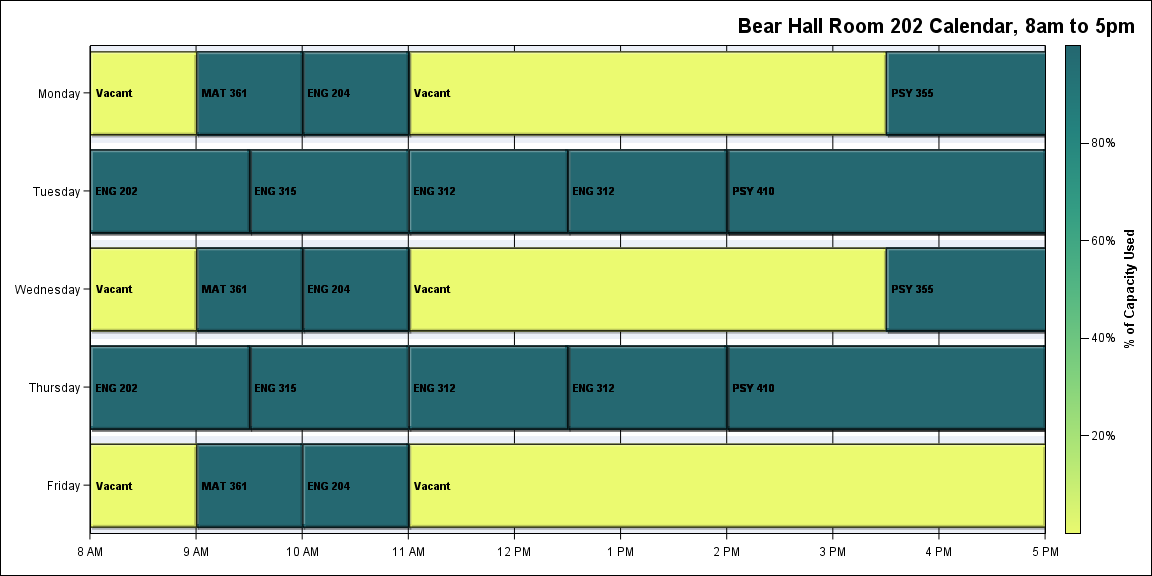 Bear Hall Room 202 Calendar, 8am to 5pm
Monday
Vacant
MAT 361
ENG 204
Vacant
PSY 355
Tuesday
ENG 202
ENG 315
ENG 312
ENG 312
PSY 410
Wednesday
Vacant
MAT 361
ENG 204
Vacant
PSY 355
Thursday
ENG 202
ENG 315
ENG 312
ENG 312
PSY 410
Friday
Vacant
MAT 361
ENG 204
Vacant
8 AM
9 AM
10 AM
11 AM
12 PM
1 PM
2 PM
3 PM
4 PM
5 PM
80%
60%
40%
20%
% of Capacity Used